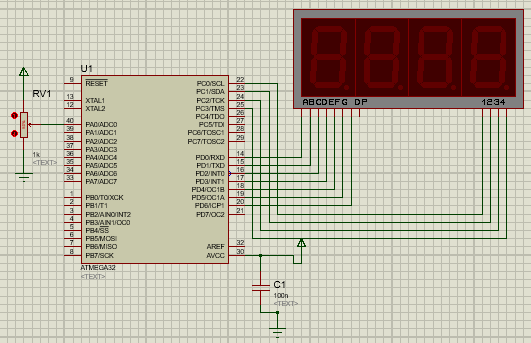 U1
RV1
1k
<TEXT>
9 RESET
13 XTAL1
12 XTAL2
40 PA0/ADC0
39 PA1/ADC1
38 PA2/ADC2
37 PA3/ADC3
36 PA4/ADC4
35 PA5/ADC5
34 PA6/ADC6
33 PA7/ADC7
1 PB0/T0/XCK
2 PB1/T1
3 PB2/AIN0/INT2
4 PB3/AIN1/OC0
5 PB4/SS
6 PB5/MOSI
7 PB6/MISO
8 PB7/SCK
PC0/SCL 22
PC1/SDA 23
PC2/TCK 24
PC3/TMS 25
PC4/TDO 26
PC5/TDI 27
PC6/TOSC1 28
PC7/TOSC2 29
PD0/RXD 14
PD1/TXD 15
PD2/INT0 16
PD3/INT1 17
PD4/OC1B 18
PD5/OC1A 19
PD6/ICP1 20
PD7/OC2 21
AREF 32
AVCC 30
ATMEGA32
<TEXT>
ABCDEFG DP
1234
C1
100n
<TEXT>